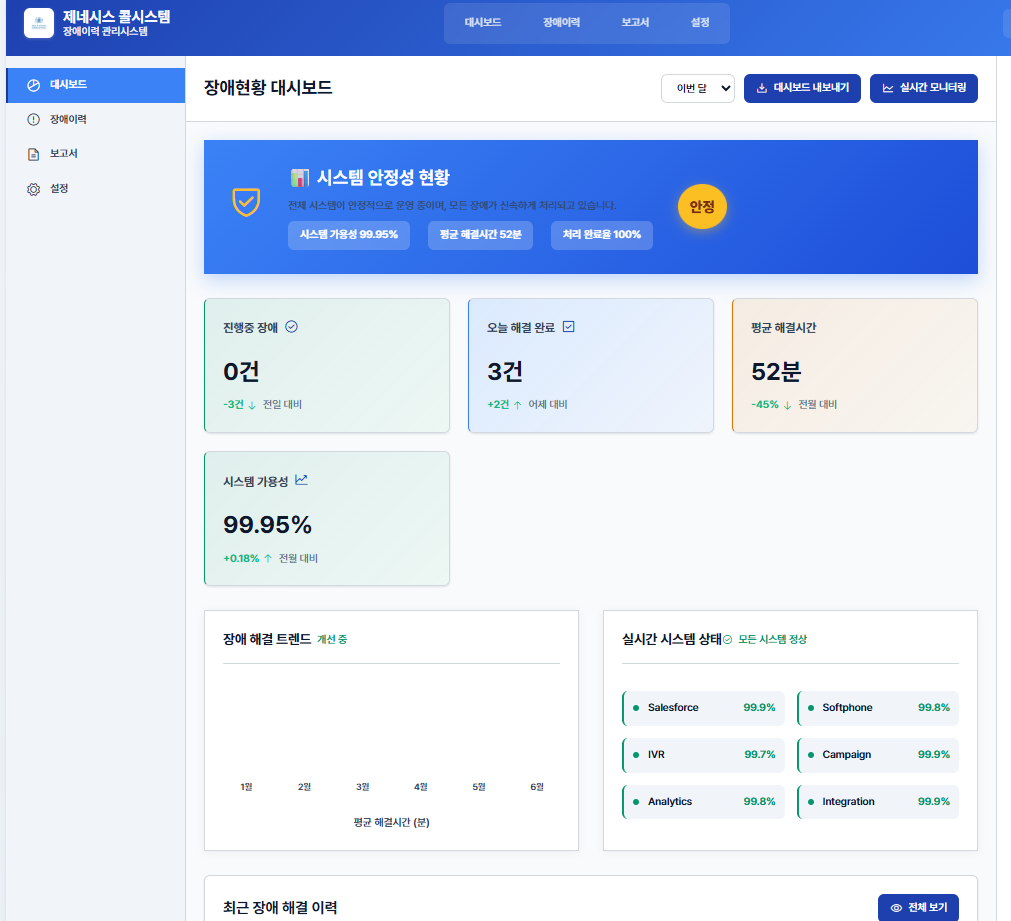 제네시스 콜시스템
장애이력 관리시스템
대시보드 장애이력 보고서 설정
대시보드
장애이력
보고서
설정
장애현황 대시보드
이번 달
대시보드 내보내기
실시간 모니터링
시스템 안정성 현황
전체 시스템이 안정적으로 운영 중이며, 모든 장애가 신속하게 처리되고 있습니다.
시스템 가용성 99.95% 평균 해결시간 52분 처리 완료율 100%
안정
진행중 장애
0건
-3건 ↓ 전일 대비
오늘 해결 완료
3건
+2건 ↑ 어제 대비
평균 해결시간
52분
-45% ↓ 전월 대비
시스템 가용성
99.95%
+0.18% ↑ 전월 대비
장애 해결 트렌드 개선 중
1월 2월 3월 4월 5월 6월
평균 해결시간 (분)
실시간 시스템 상태 모든 시스템 정상
Salesforce 99.9%
Softphone 99.8%
IVR 99.7%
Campaign 99.9%
Analytics 99.8%
Integration 99.9%
최근 장애 해결 이력
전체 보기